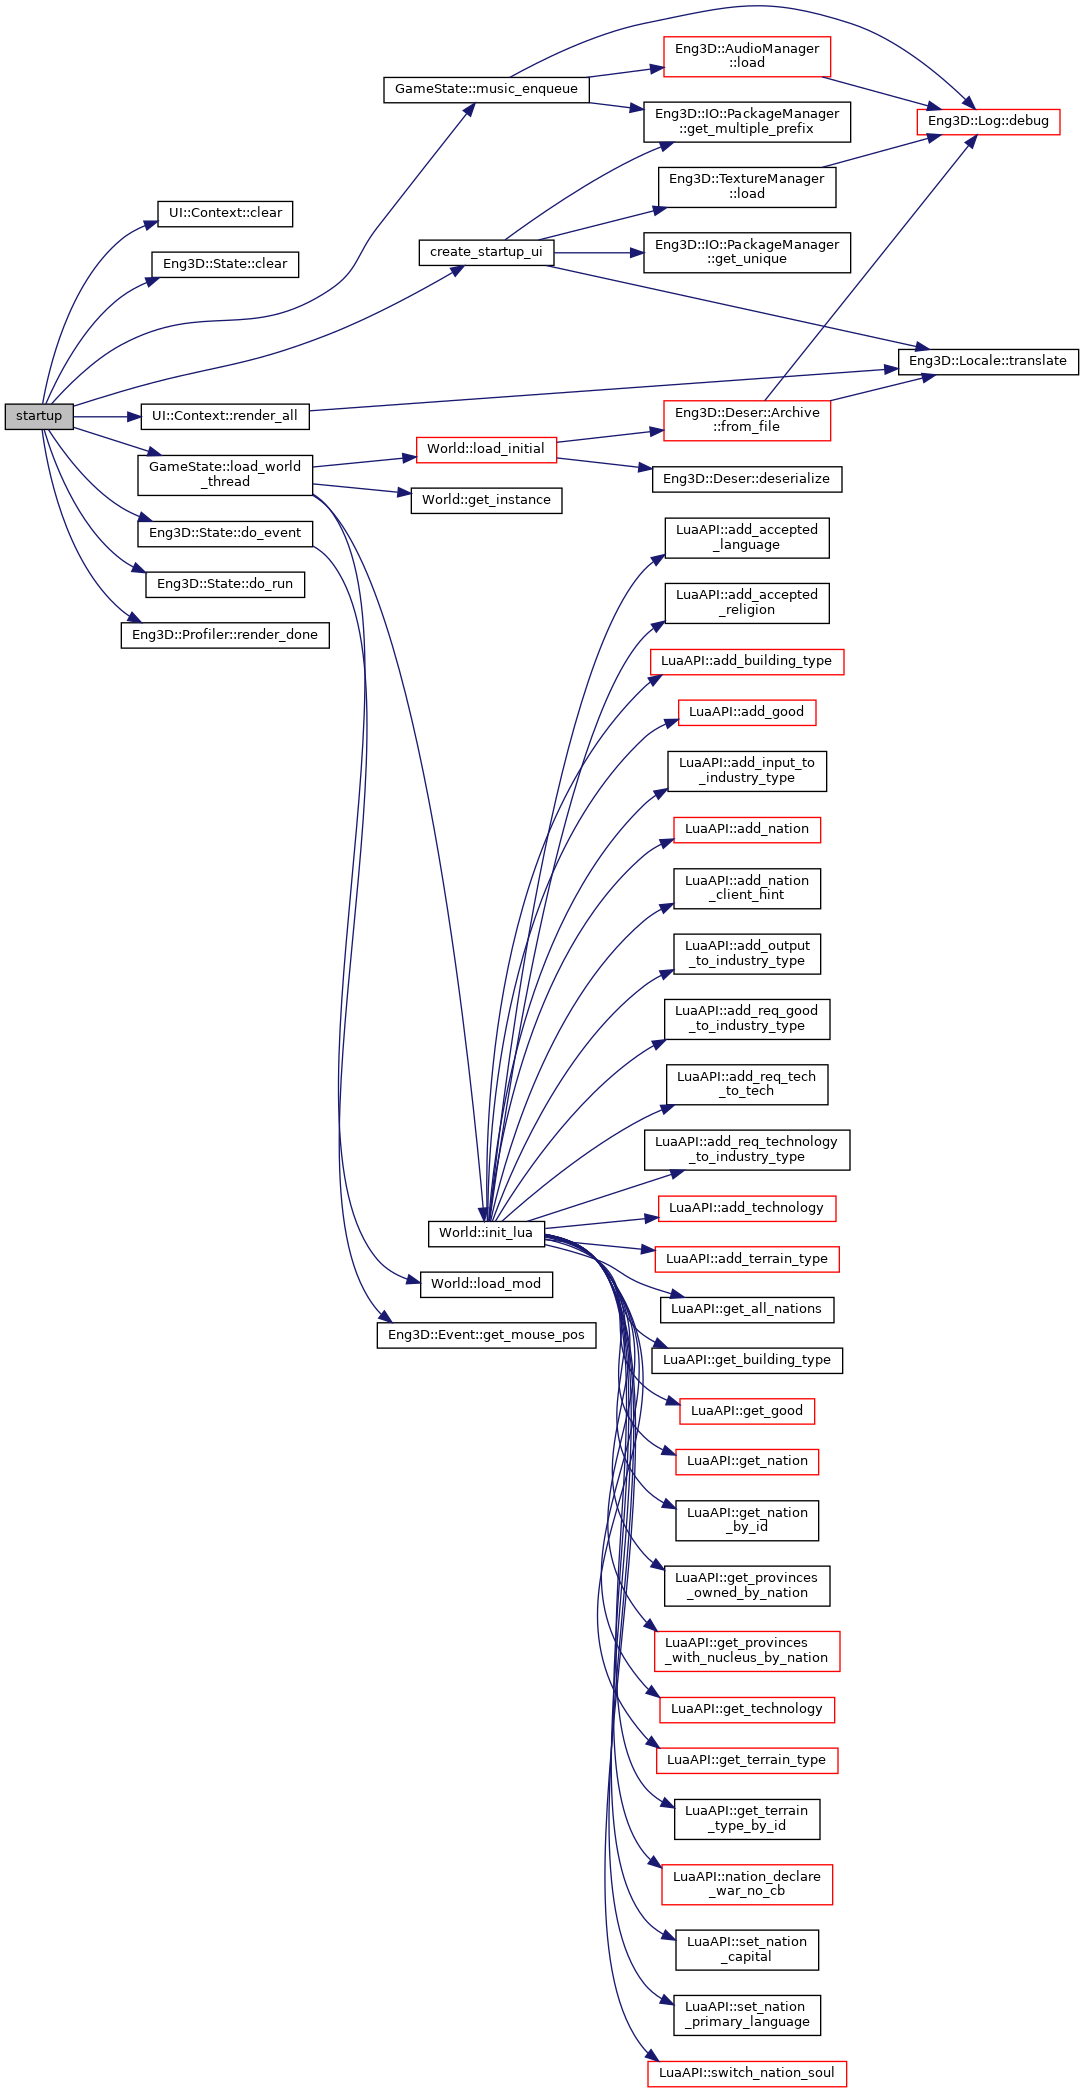 startup
UI::Context::clear
Eng3D::State::clear
GameState::music_enqueue
create_startup_ui
UI::Context::render_all
GameState::load_world
_thread
Eng3D::State::do_event
Eng3D::State::do_run
Eng3D::Profiler::render_done
Eng3D::AudioManager
::load
Eng3D::IO::PackageManager
::get_multiple_prefix
Eng3D::Log::debug
Eng3D::TextureManager
::load
Eng3D::IO::PackageManager
::get_unique
Eng3D::Locale::translate
World::load_initial
World::get_instance
Eng3D::Deser::Archive
::from_file
Eng3D::Deser::deserialize
World::init_lua
World::load_mod
Eng3D::Event::get_mouse_pos
LuaAPI::add_accepted
_language
LuaAPI::add_accepted
_religion
LuaAPI::add_building_type
LuaAPI::add_good
LuaAPI::add_input_to
_industry_type
LuaAPI::add_nation
LuaAPI::add_nation
_client_hint
LuaAPI::add_output
_to_industry_type
LuaAPI::add_req_good
_to_industry_type
LuaAPI::add_req_tech
_to_tech
LuaAPI::add_req_technology
_to_industry_type
LuaAPI::add_technology
LuaAPI::add_terrain_type
LuaAPI::get_all_nations
LuaAPI::get_building_type
LuaAPI::get_good
LuaAPI::get_nation
LuaAPI::get_nation
_by_id
LuaAPI::get_provinces
_owned_by_nation
LuaAPI::get_provinces
_with_nucleus_by_nation
LuaAPI::get_technology
LuaAPI::get_terrain_type
LuaAPI::get_terrain
_type_by_id
LuaAPI::nation_declare
_war_no_cb
LuaAPI::set_nation
_capital
LuaAPI::set_nation
_primary_language
LuaAPI::switch_nation_soul